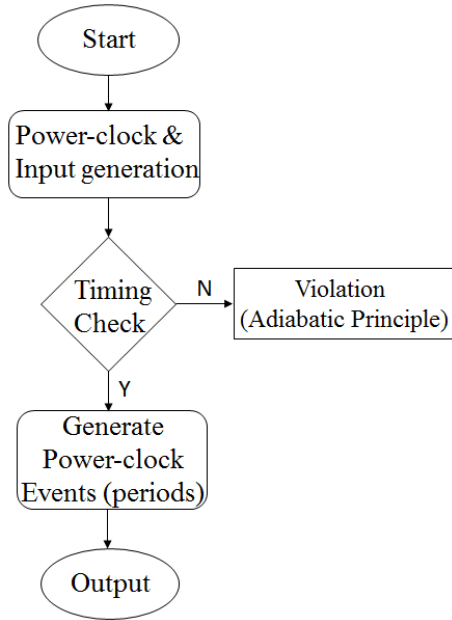 Start
Power-clock &
Input generation
Timing
Check
N
Violation
(Adiabatic Principle)
Y
Generate
Power-clock
Events (periods)
Output